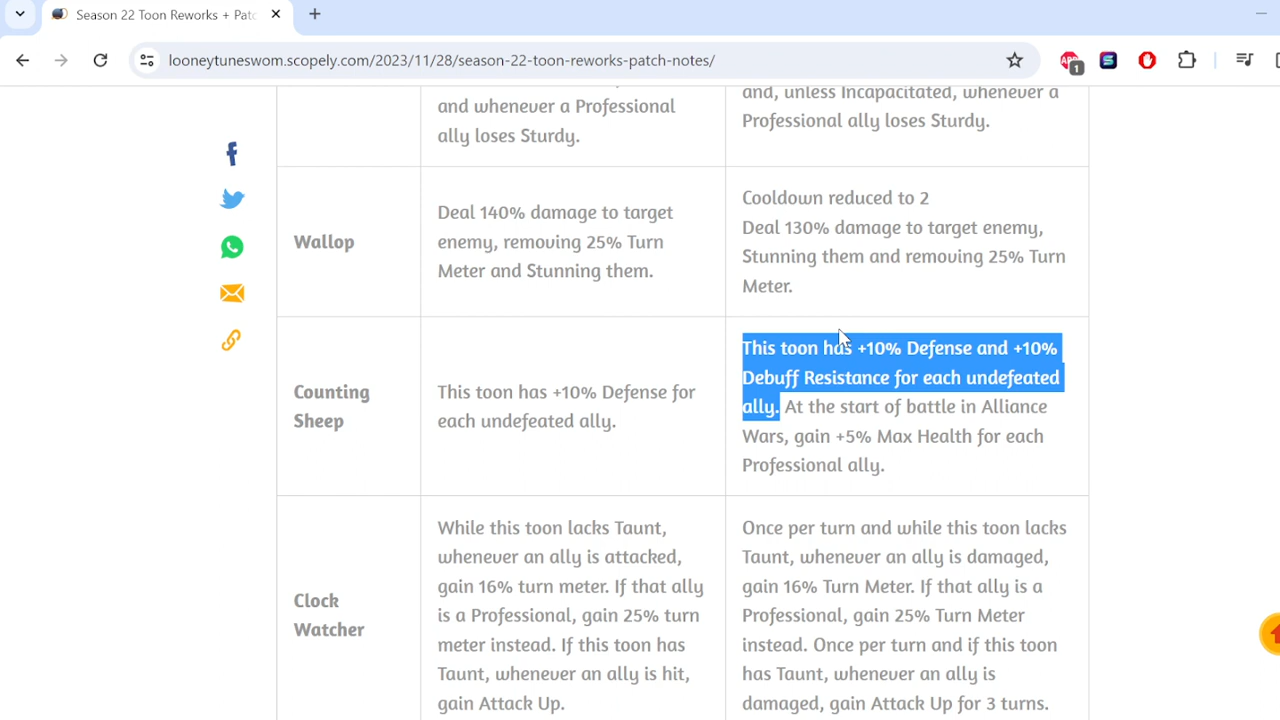 Season 22 Toon Reworks + Patc
looneytuneswom.scopely.com/2023/11/28/season-22-toon-reworks-patch-notes/
1
and whenever a Professional
ally loses Sturdy.
and, unless Incapacitated, whenever a
Professional ally loses Sturdy.
Wallop
Deal 140% damage to target
enemy, removing 25% Turn
Meter and Stunning them.
Cooldown reduced to 2
Deal 130% damage to target enemy,
Stunning them and removing 25% Turn
Meter.
Counting
Sheep
This toon has +10% Defense for
each undefeated ally.
This toon has +10% Defense and +10%
Debuff Resistance for each undefeated
ally. At the start of battle in Alliance
Wars, gain +5% Max Health for each
Professional ally.
Clock
Watcher
While this toon lacks Taunt,
whenever an ally is attacked,
gain 16% turn meter. If that ally
is a Professional, gain 25% turn
meter instead. If this toon has
Taunt, whenever an ally is hit,
gain Attack Up.
Once per turn and while this toon lacks
Taunt, whenever an ally is damaged,
gain 16% Turn Meter. If that ally is a
Professional, gain 25% Turn Meter
instead. Once per turn and if this toon
has Taunt, whenever an ally is
damaged, gain Attack Up for 3 turns.